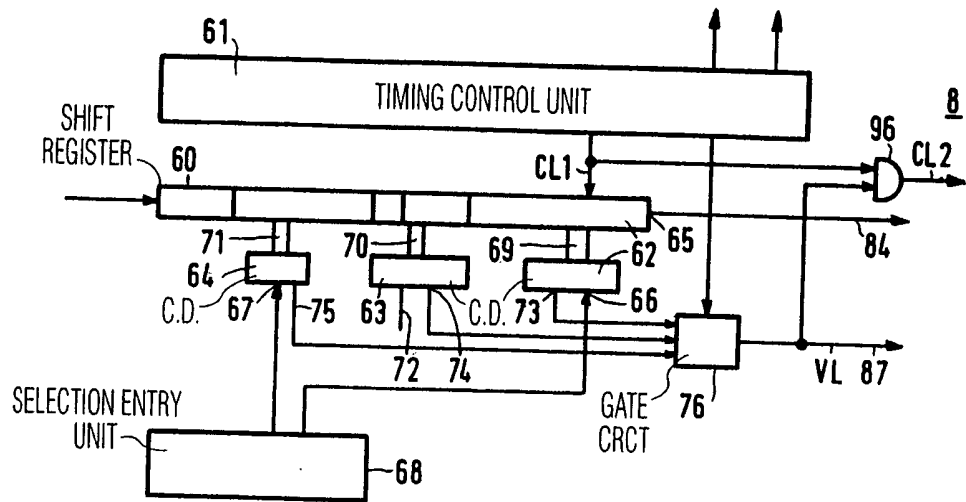 61
TIMING CONTROL UNIT
8
SHIFT
REGISTER
60
CL1
96
CL2
71
70
69
62
65
84
64
C.D.
67
75
63
72
74
C.D.
62
73
66
VL
87
GATE
CRCT
76
SELECTION ENTRY
UNIT
68